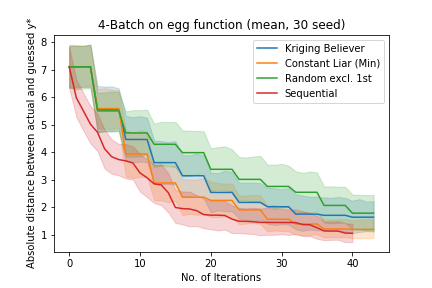 4-Batch on egg function (mean, 30 seed)
Absolute distance between actual and guessed y*
8
7
6
5
4
3
2
1
Kriging Believer
Constant Liar (Min)
Random excl. 1st
Sequential
0 10 20 30 40
No. of Iterations